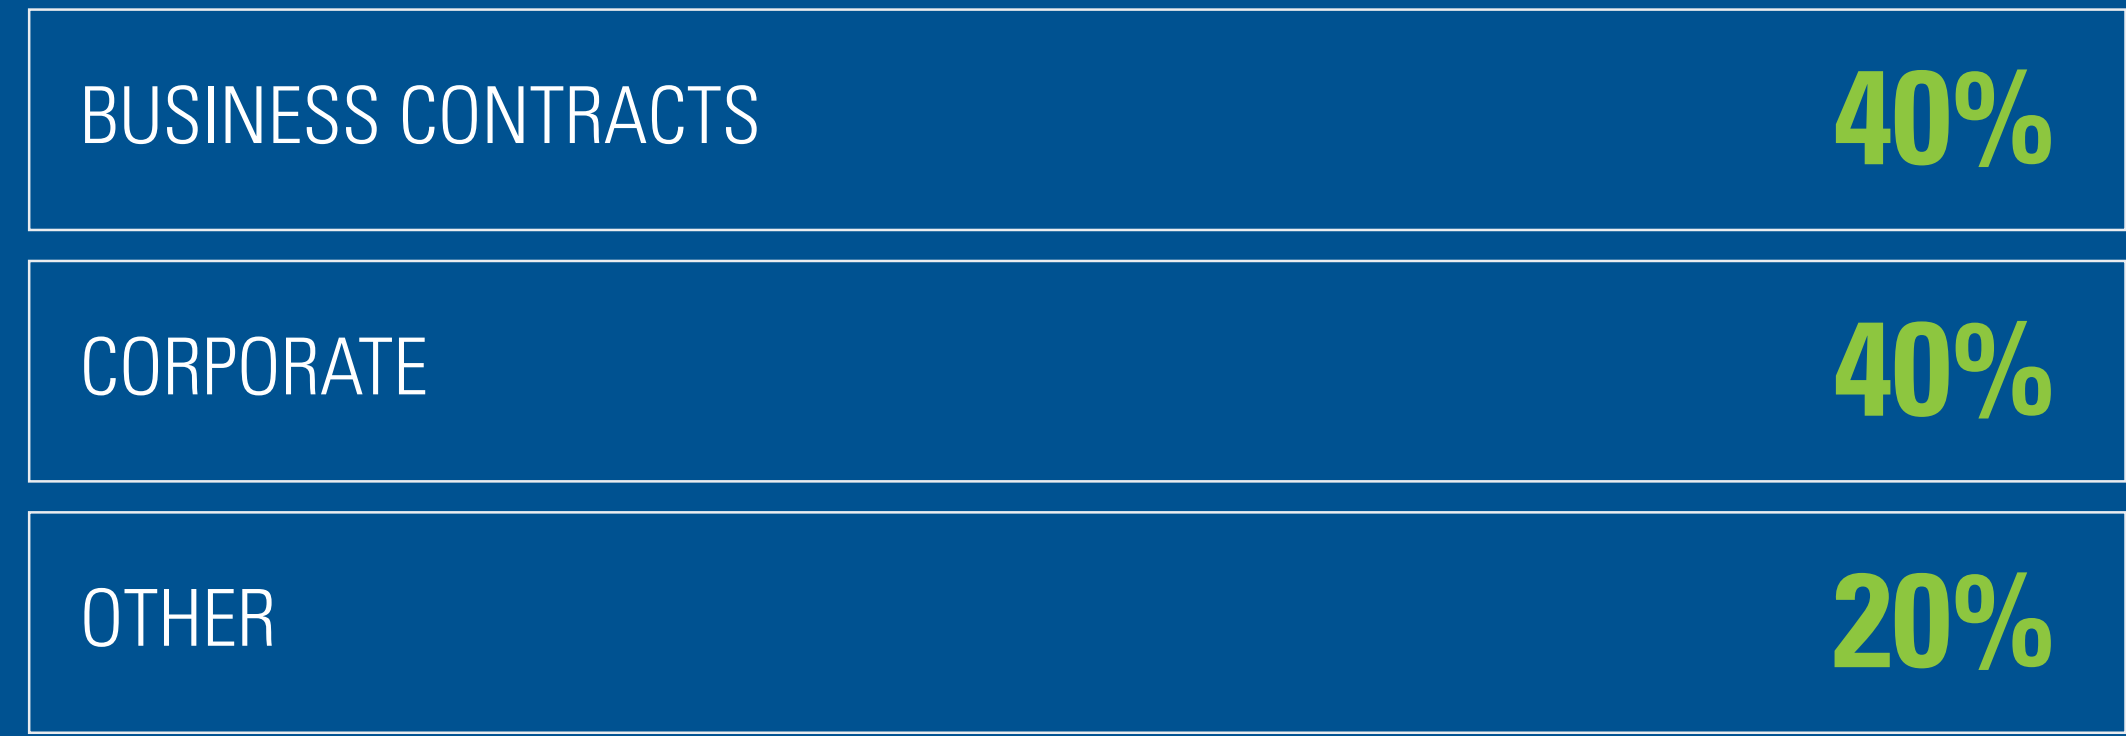 BUSINESS CONTRACTS 40%
CORPORATE 40%
OTHER 20%